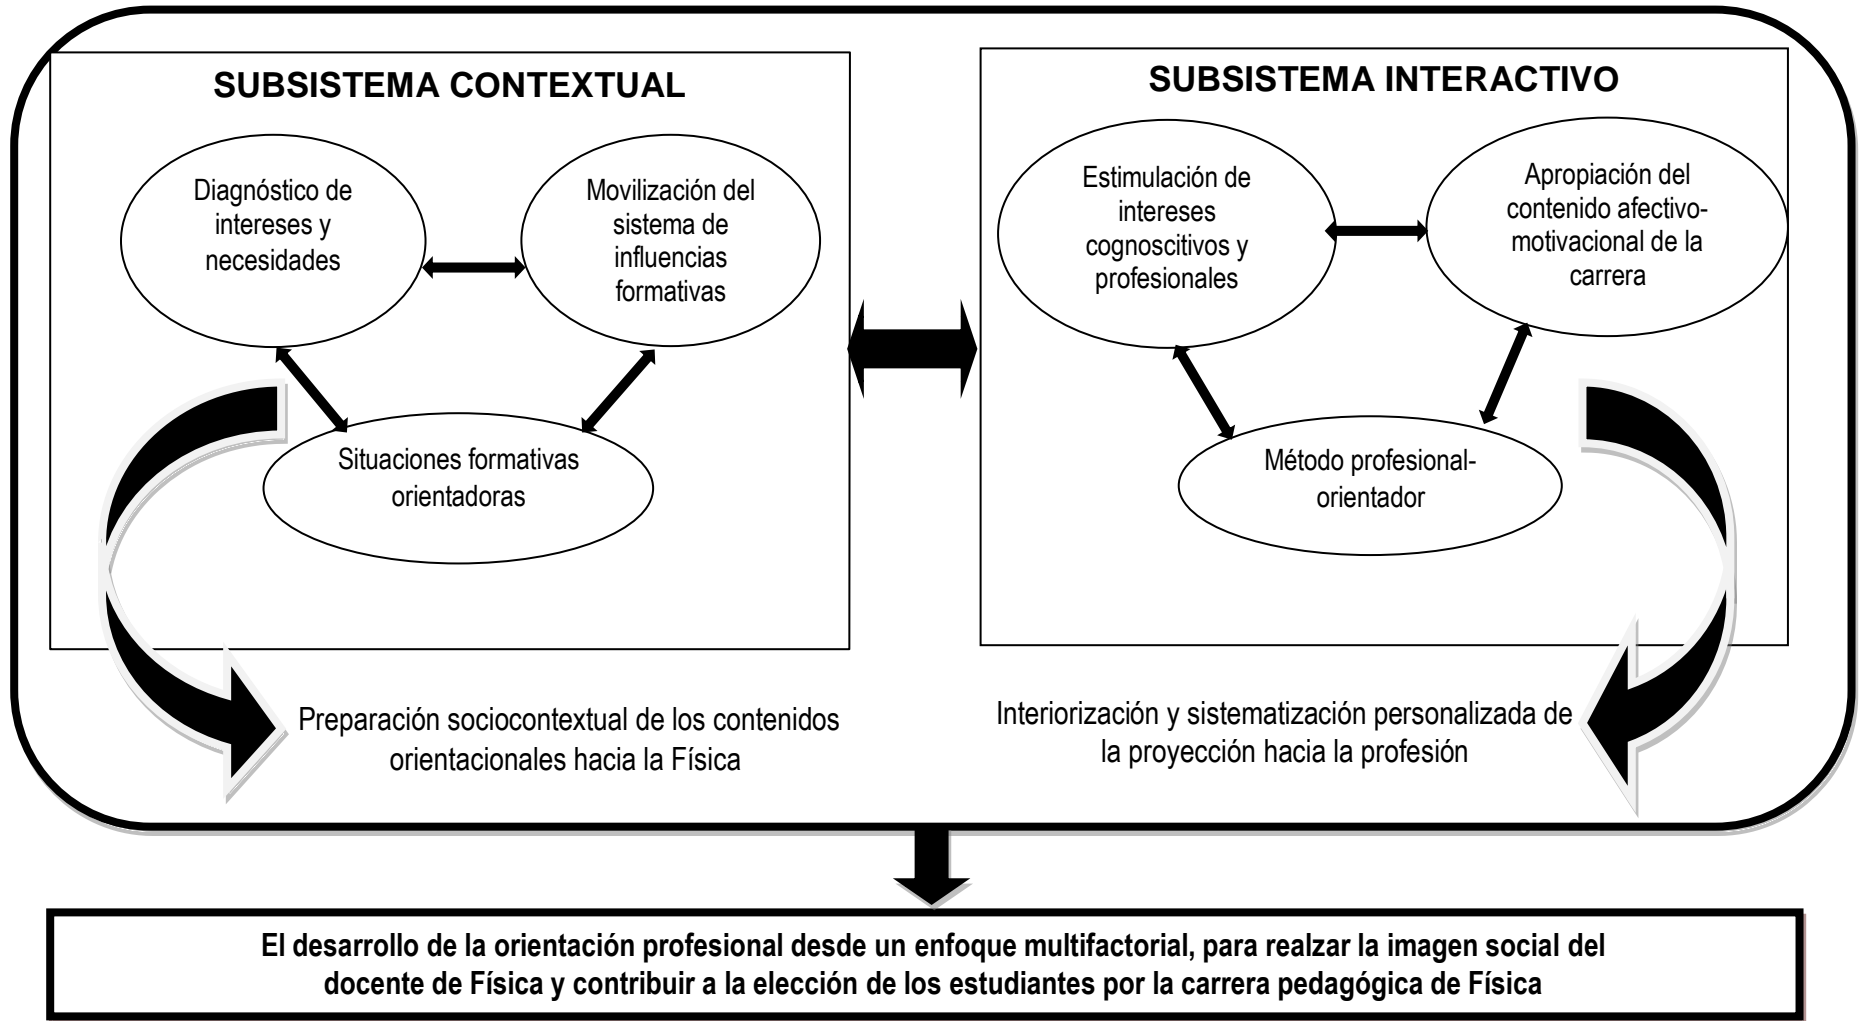 SUBSISTEMA CONTEXTUAL
Diagnóstico de
intereses y
necesidades
Movilización del
sistema de
influencias
formativas
Situaciones formativas
orientadoras
SUBSISTEMA INTERACTIVO
Estimulación de
intereses
cognoscitivos y
profesionales
Apropiación del
contenido afectivo-
motivacional de la
carrera
Método profesional-
orientador
Preparación sociocontextual de los contenidos
orientacionales hacia la Física
Interiorización y sistematización personalizada de
la proyección hacia la profesión
El desarrollo de la orientación profesional desde un enfoque multifactorial, para realzar la imagen social del
docente de Física y contribuir a la elección de los estudiantes por la carrera pedagógica de Física